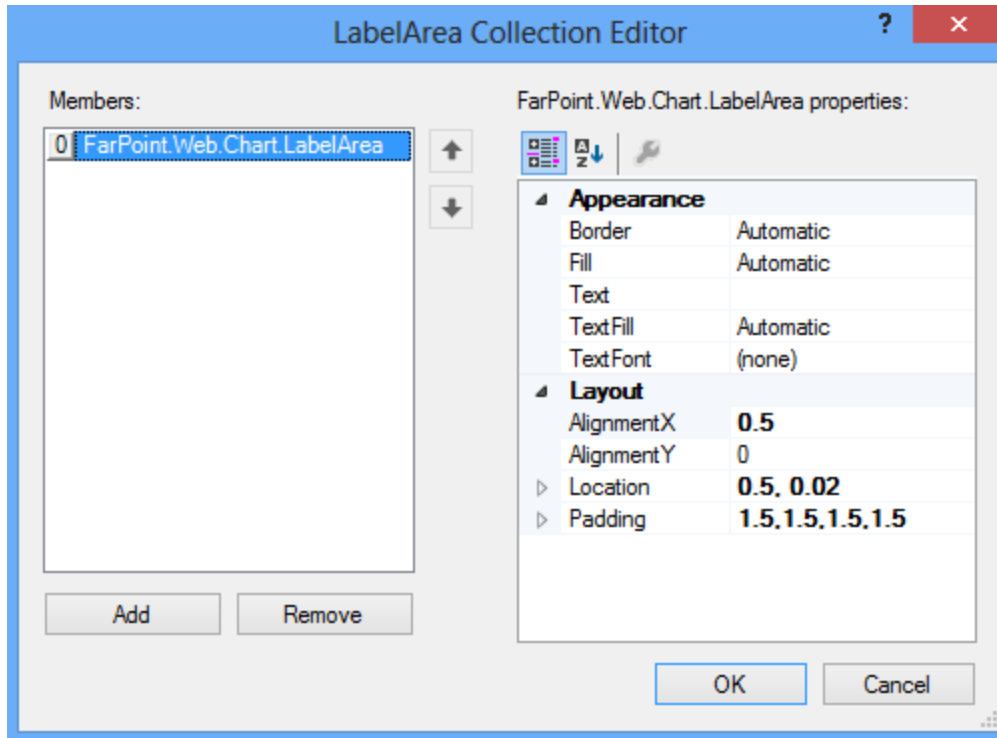 LabelArea Collection Editor ?
Members:
0 FarPoint.Web.Chart.LabelArea
Add Remove
FarPoint.Web.Chart.LabelArea properties:
Appearance
Border Automatic
Fill Automatic
Text
TextFill Automatic
TextFont (none)
Layout
AlignmentX 0.5
AlignmentY 0
Location 0.5, 0.02
Padding 1.5,1.5,1.5,1.5
OK Cancel